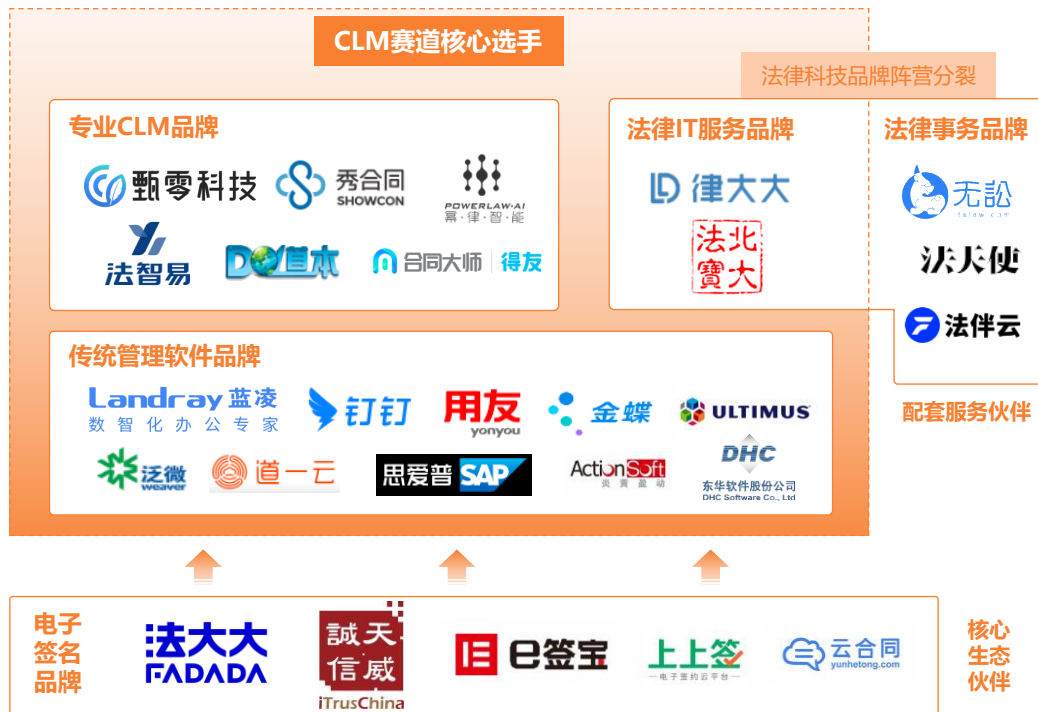 CLM赛道核心选手
法律科技品牌阵营分裂
专业CLM品牌
甄零科技
秀合同
SHOWCON
POWERLAW·AI
幂·律·智·能
法智易
合同大师
得友
法律IT服务品牌
律大大
法北
寶大
法律事务品牌
无訟
法天使
法伴云
配套服务伙伴
传统管理软件品牌
Landray蓝凌
数智化办公专家
钉钉
用友
yonyou
金蝶
ULTIMUS
泛微
weaver
道一云
思爱普 SAP
ActionSoft
炎黄盈动
DHC
东华软件股份公司
DHC Software Co., Ltd
电子
签名
品牌
法大大
FADADA
誠天
信威
iTrusChina
e签宝
上上签
电子签约云平台
云合同
yunhetong.com
核心
生态
伙伴